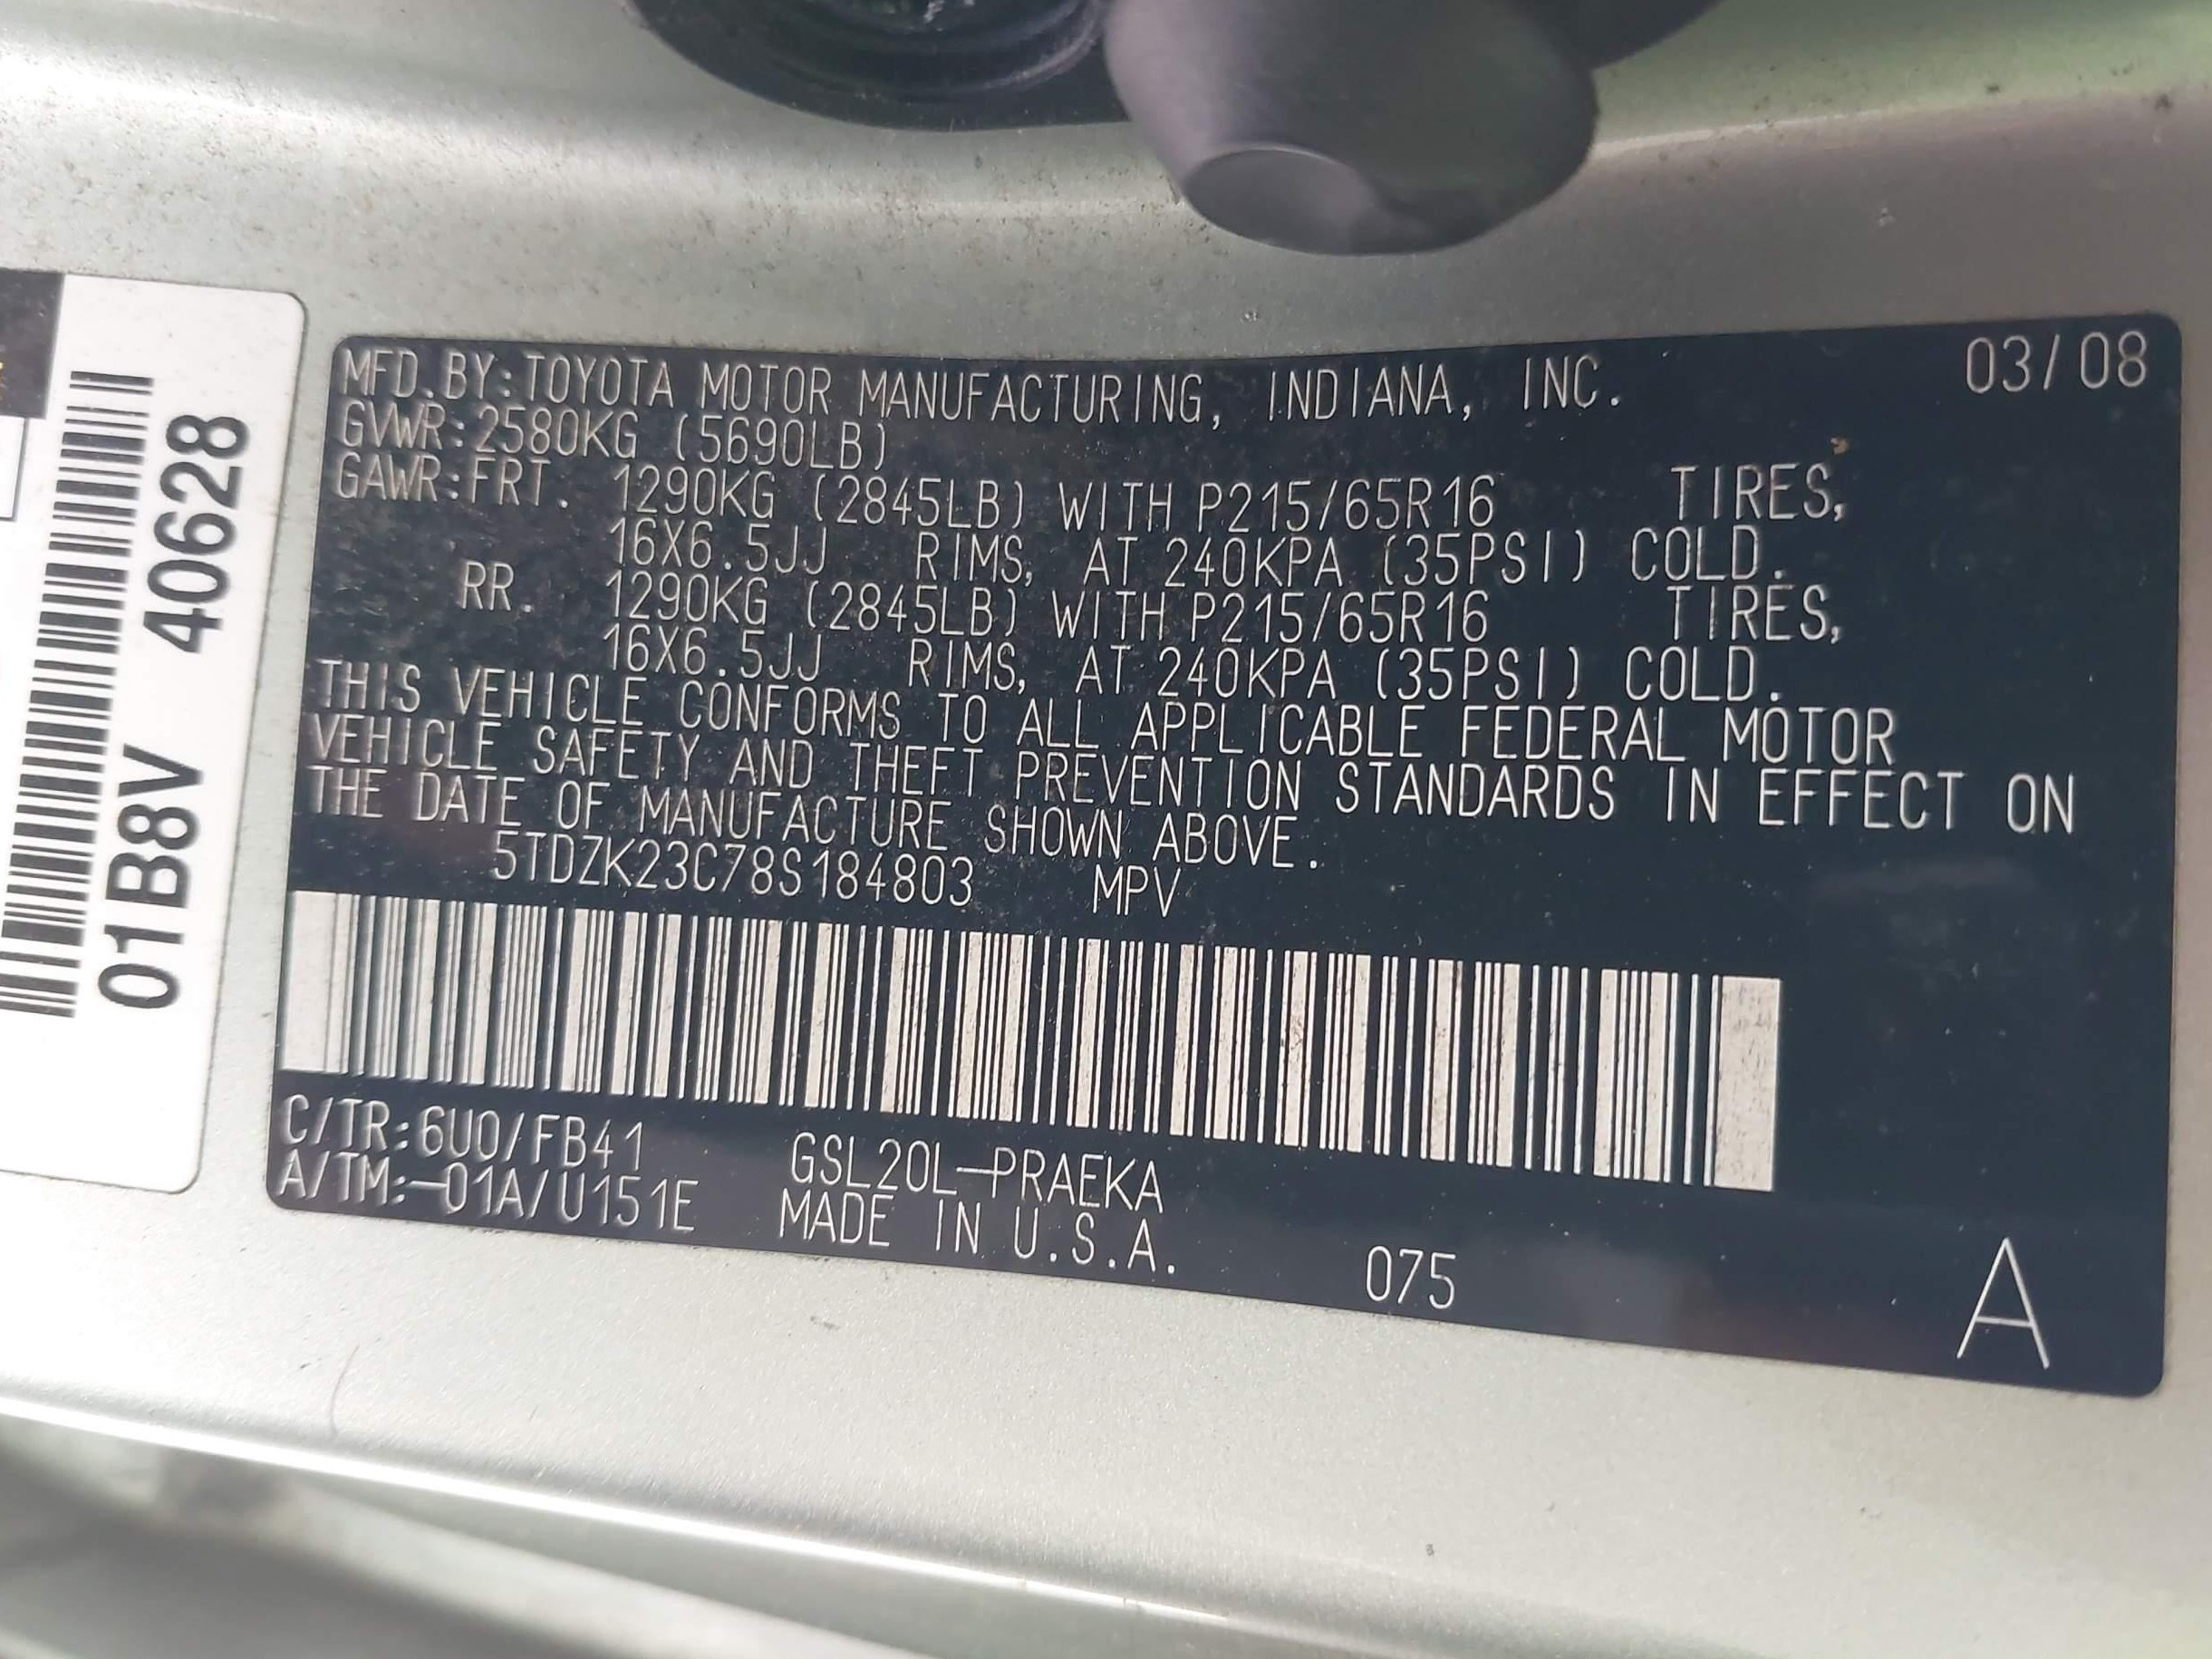 01B8V 40628
MFD.BY:TOYOTA MOTOR MANUFACTURING, INDIANA, INC. 03/08
GVWR:2580KG (5690LB)
GAWR:FRT. 1290KG (2845LB) WITH P215/65R16 TIRES,
16X6.5JJ RIMS, AT 240KPA (35PSI) COLD.
RR. 1290KG (2845LB) WITH P215/65R16 TIRES,
16X6.5JJ RIMS, AT 240KPA (35PSI) COLD.
THIS VEHICLE CONFORMS TO ALL APPLICABLE FEDERAL MOTOR
VEHICLE SAFETY AND THEFT PREVENTION STANDARDS IN EFFECT ON
THE DATE OF MANUFACTURE SHOWN ABOVE.
5TDZK23C78S184803 MPV
C/TR:6U0/FB41 GSL20L-PRAEKA
A/TM:-01A/U151E MADE IN U.S.A. 075 A